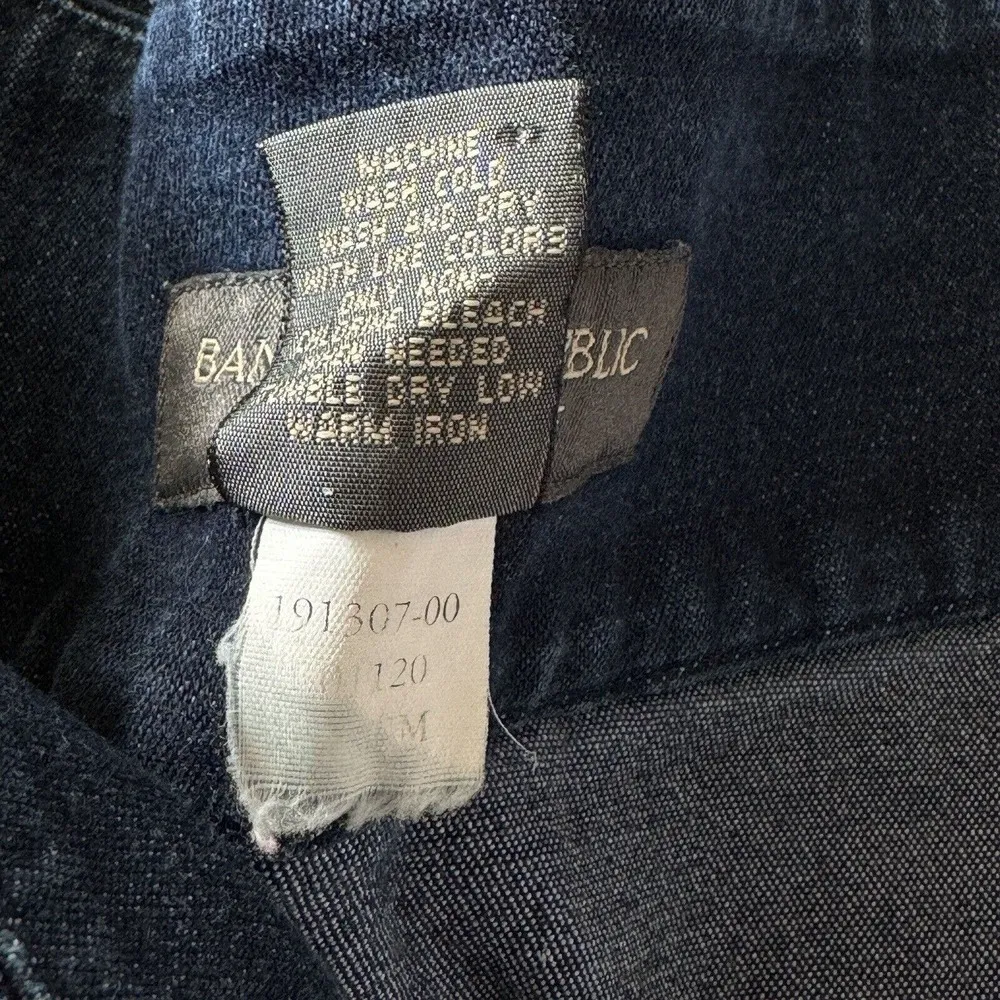 MACHINE
WASH COLD
WASH AND DRY
WITH LIKE COLORS
ONLY NON-
CHLORINE BLEACH
WHEN NEEDED
TUMBLE DRY LOW
WARM IRON
BAN BLIC
191307-00
120
M